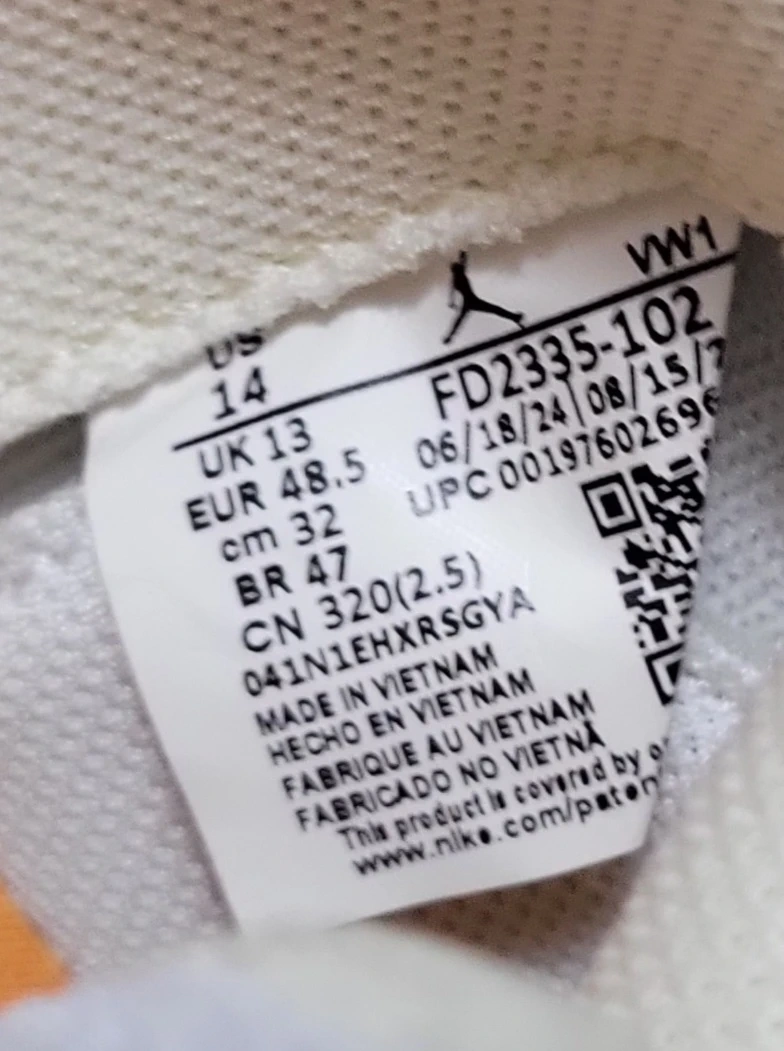 VW1
US
14
FD2335-102
06/18/24 08/15/2
UPC 00197602696
UK 13
EUR 48.5
cm 32
BR 47
CN 320(2.5)
041N1EHXRSGYA
MADE IN VIETNAM
HECHO EN VIETNAM
FABRIQUE AU VIETNAM
FABRICADO NO VIETNÃ
This product is covered by
www.nike.com/paten